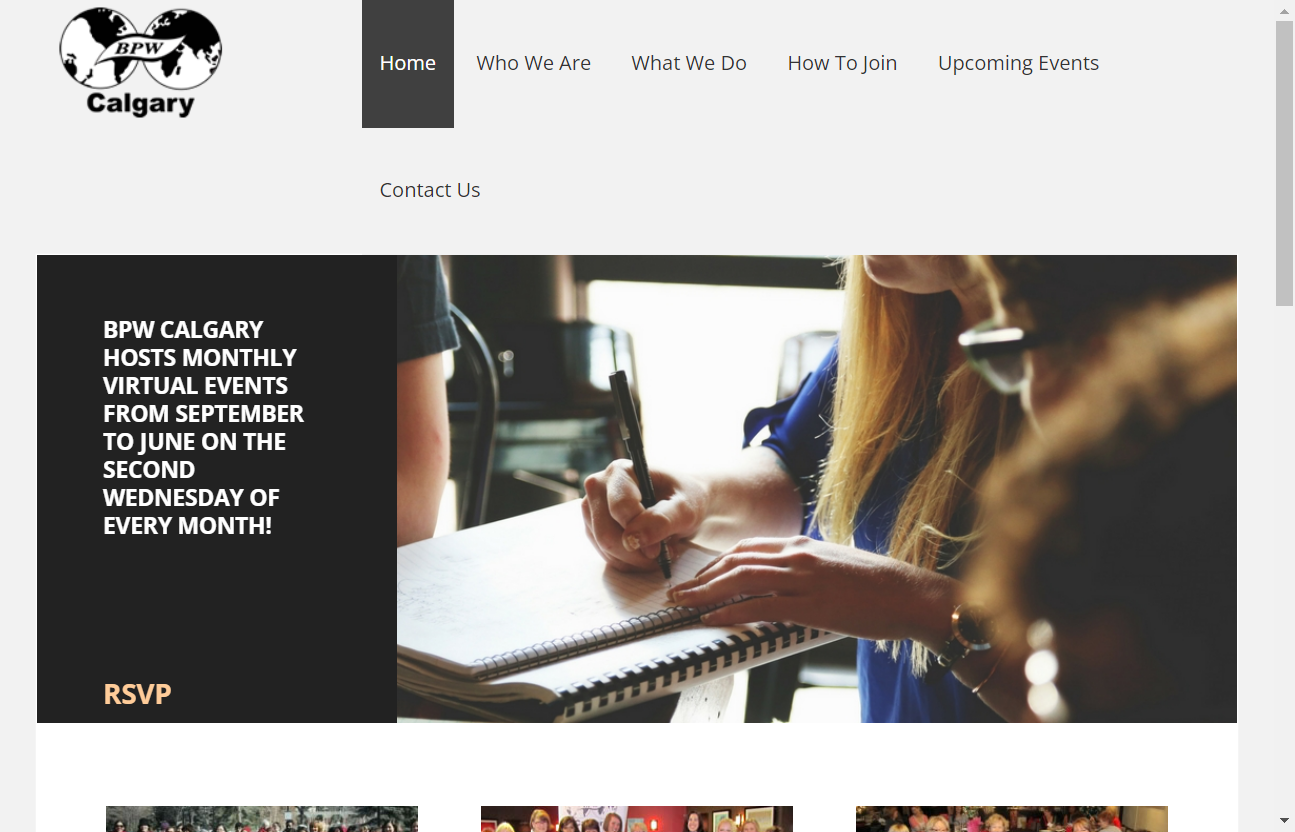 BPW
Calgary
Home
Who We Are
What We Do
How To Join
Upcoming Events
Contact Us
BPW CALGARY
HOSTS MONTHLY
VIRTUAL EVENTS
FROM SEPTEMBER
TO JUNE ON THE
SECOND
WEDNESDAY OF
EVERY MONTH!
RSVP